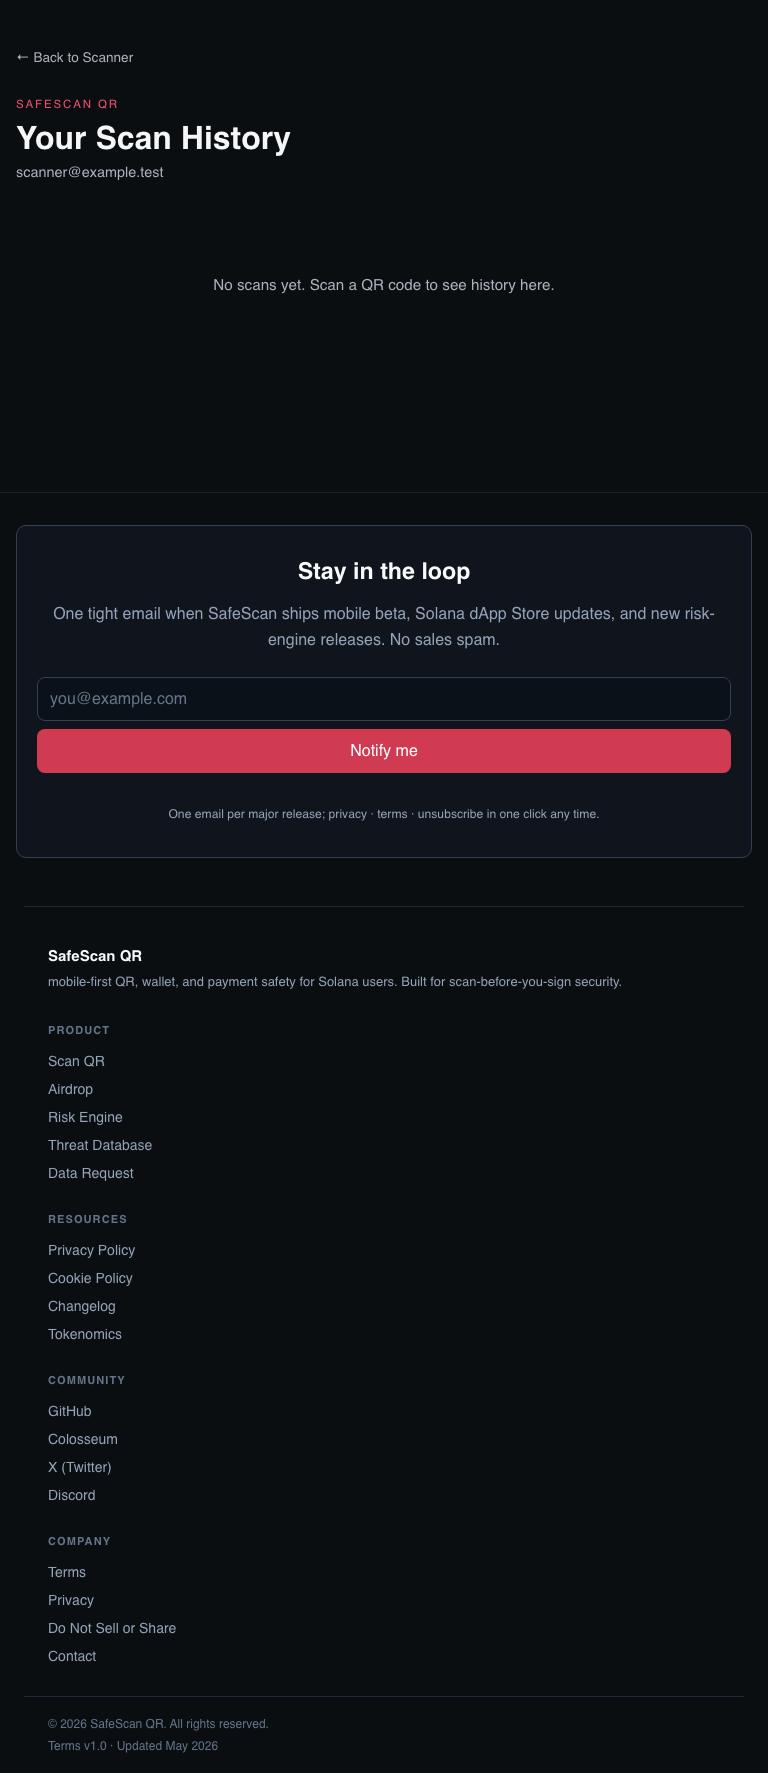 ← Back to Scanner
SAFESCAN QR
Your Scan History
scanner@example.test
No scans yet. Scan a QR code to see history here.
Stay in the loop
One tight email when SafeScan ships mobile beta, Solana dApp Store updates, and new risk-
engine releases. No sales spam.
you@example.com
Notify me
One email per major release; privacy · terms · unsubscribe in one click any time.
SafeScan QR
mobile-first QR, wallet, and payment safety for Solana users. Built for scan-before-you-sign security.
PRODUCT
Scan QR
Airdrop
Risk Engine
Threat Database
Data Request
RESOURCES
Privacy Policy
Cookie Policy
Changelog
Tokenomics
COMMUNITY
GitHub
Colosseum
X (Twitter)
Discord
COMPANY
Terms
Privacy
Do Not Sell or Share
Contact
© 2026 SafeScan QR. All rights reserved.
Terms v1.0 · Updated May 2026